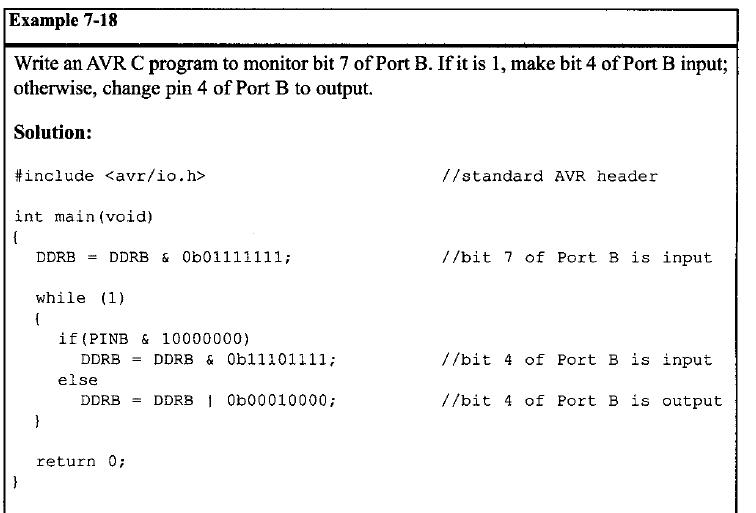 Example 7-18
Write an AVR C program to monitor bit 7 of Port B. If it is 1, make bit 4 of Port B input;
otherwise, change pin 4 of Port B to output.
Solution:
#include <avr/io.h> //standard AVR header
int main(void)
{
DDRB = DDRB & 0b01111111; //bit 7 of Port B is input
while (1)
{
if(PINB & 10000000)
DDRB = DDRB & 0b11101111; //bit 4 of Port B is input
else
DDRB = DDRB | 0b00010000; //bit 4 of Port B is output
}
return 0;
}